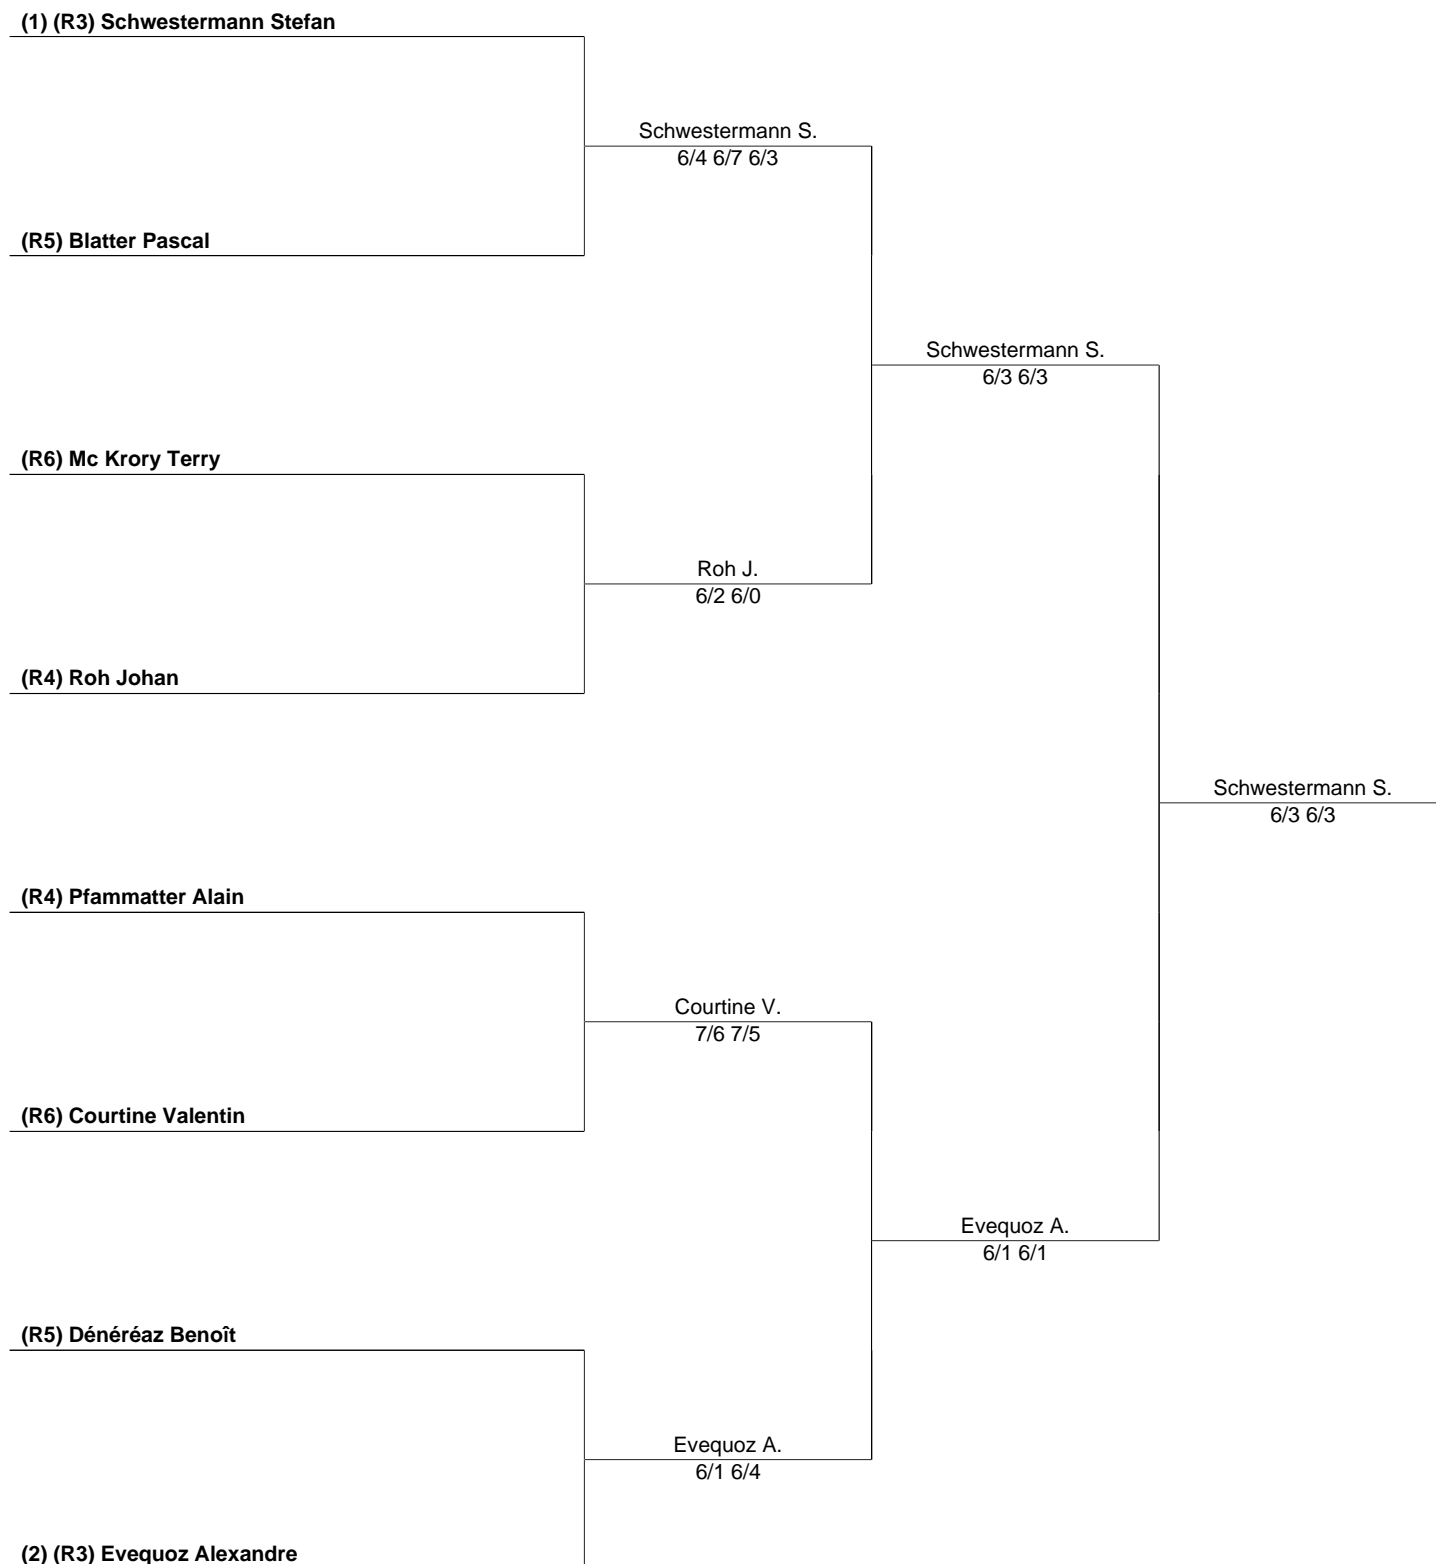 (1) (R3) Schwestermann Stefan
Schwestermann S.
6/4 6/7 6/3
(R5) Blatter Pascal
Schwestermann S.
6/3 6/3
(R6) Mc Krory Terry
Roh J.
6/2 6/0
(R4) Roh Johan
Schwestermann S.
6/3 6/3
(R4) Pfammatter Alain
Courtine V.
7/6 7/5
(R6) Courtine Valentin
Evequoz A.
6/1 6/1
(R5) Dénéréaz Benoît
Evequoz A.
6/1 6/4
(2) (R3) Evequoz Alexandre